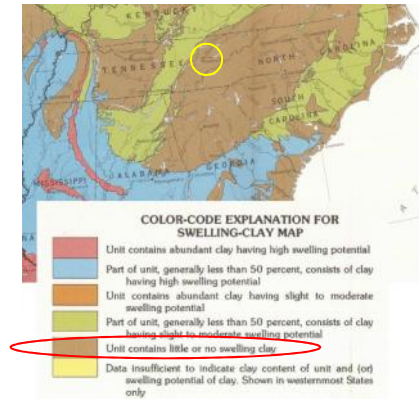 KENTUCKY
TENNESSEE
NORTH CAROLINA
SOUTH CAROLINA
MISSISSIPPI
ALABAMA
GEORGIA
COLOR-CODE EXPLANATION FOR
SWELLING-CLAY MAP
Unit contains abundant clay having high swelling potential
Part of unit, generally less than 50 percent, consists of clay
having high swelling potential
Unit contains abundant clay having slight to moderate
swelling potential
Part of unit, generally less than 50 percent, consists of clay
having slight to moderate swelling potential
Unit contains little or no swelling clay
Data insufficient to indicate clay content of unit and (or)
swelling potential of clay. Shown in westernmost States
only